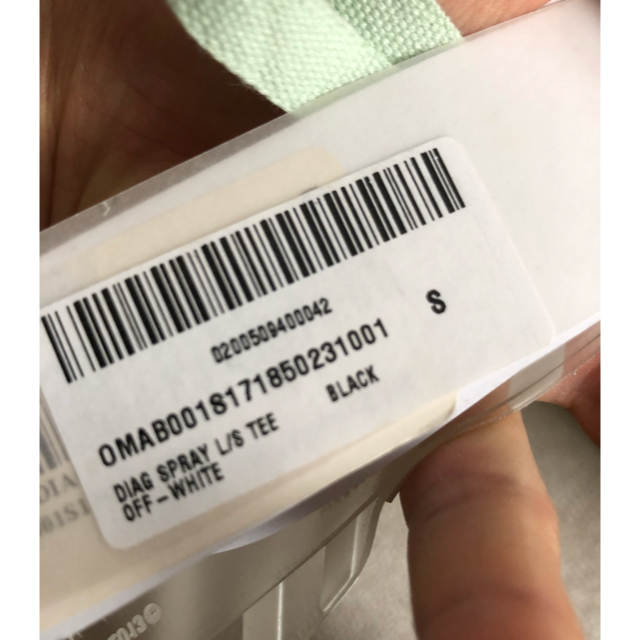 0200509400042
OMAB001S171850231001 S
DIAG SPRAY L/S TEE BLACK
OFF-WHITE